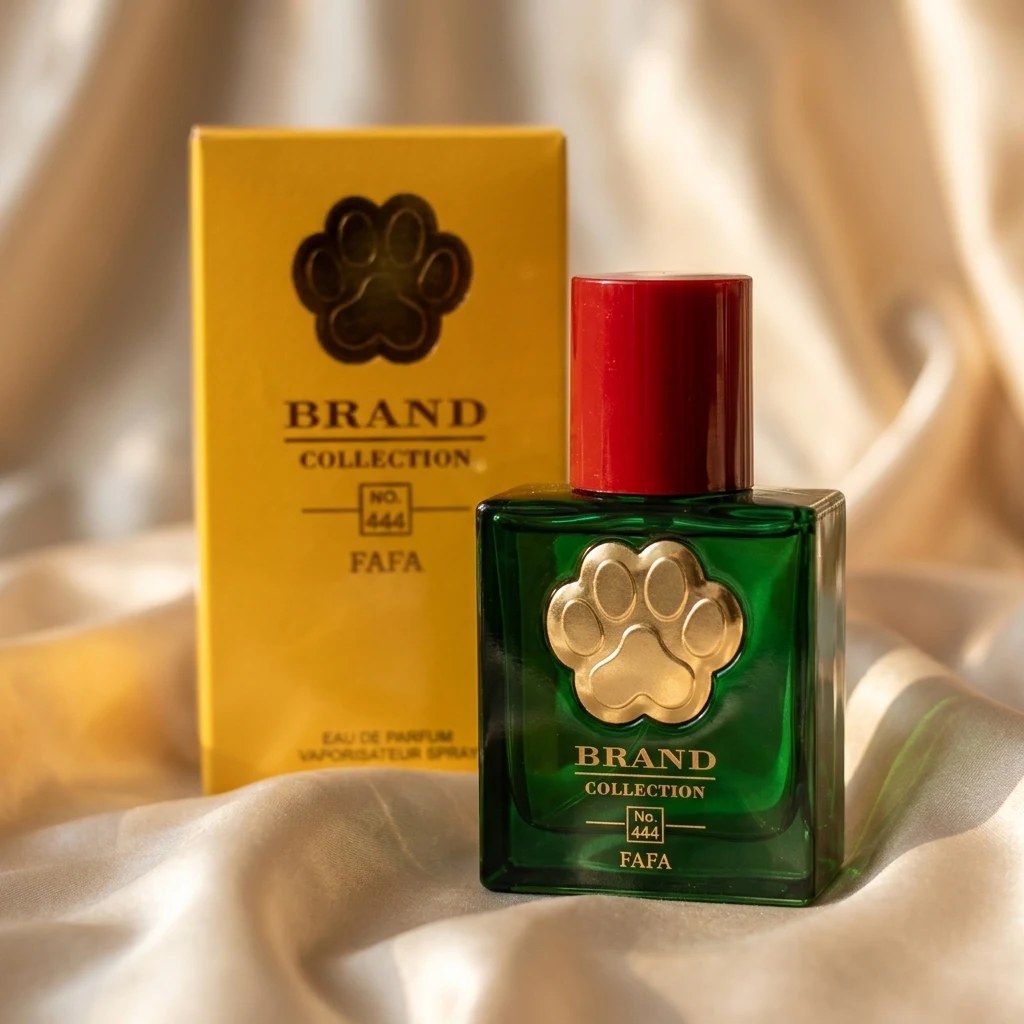 BRAND
COLLECTION
NO.
444
FAFA
EAU DE PARFUM
VAPORISATEUR SPRAY
BRAND
COLLECTION
No.
444
FAFA